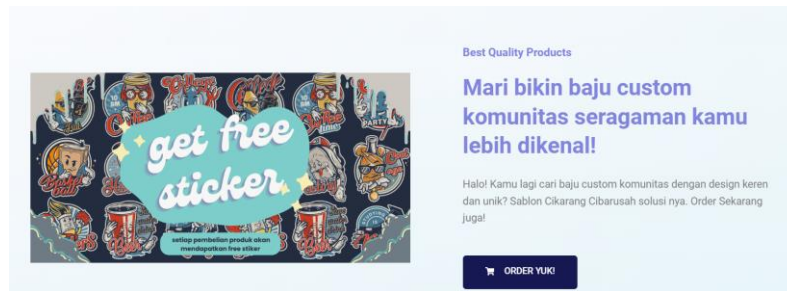 get free
sticker
setiap pembelian produk akan
mendapatkan free stiker
Best Quality Products
Mari bikin baju custom
komunitas seragaman kamu
lebih dikenal!
Halo! Kamu lagi cari baju custom komunitas dengan design keren
dan unik? Sablon Cikarang Cibarusah solusi nya. Order Sekarang
juga!
ORDER YUK!